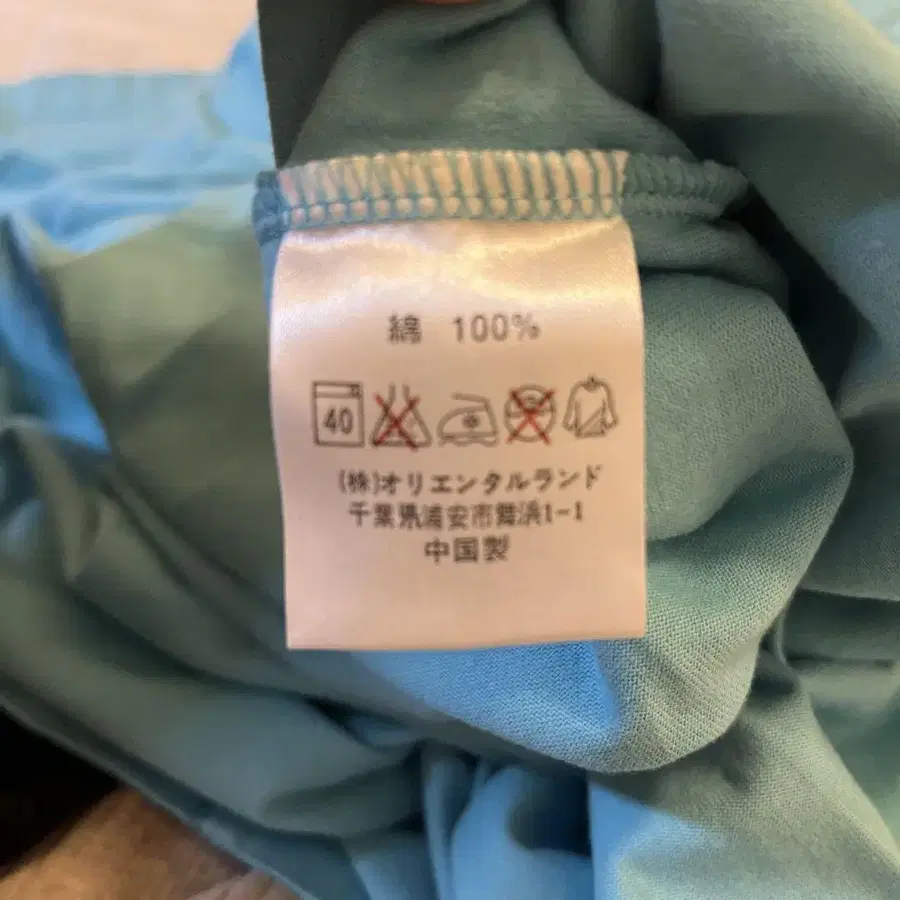 綿 100%
40
(株)オリエンタルランド
千葉県浦安市舞浜1-1
中国製